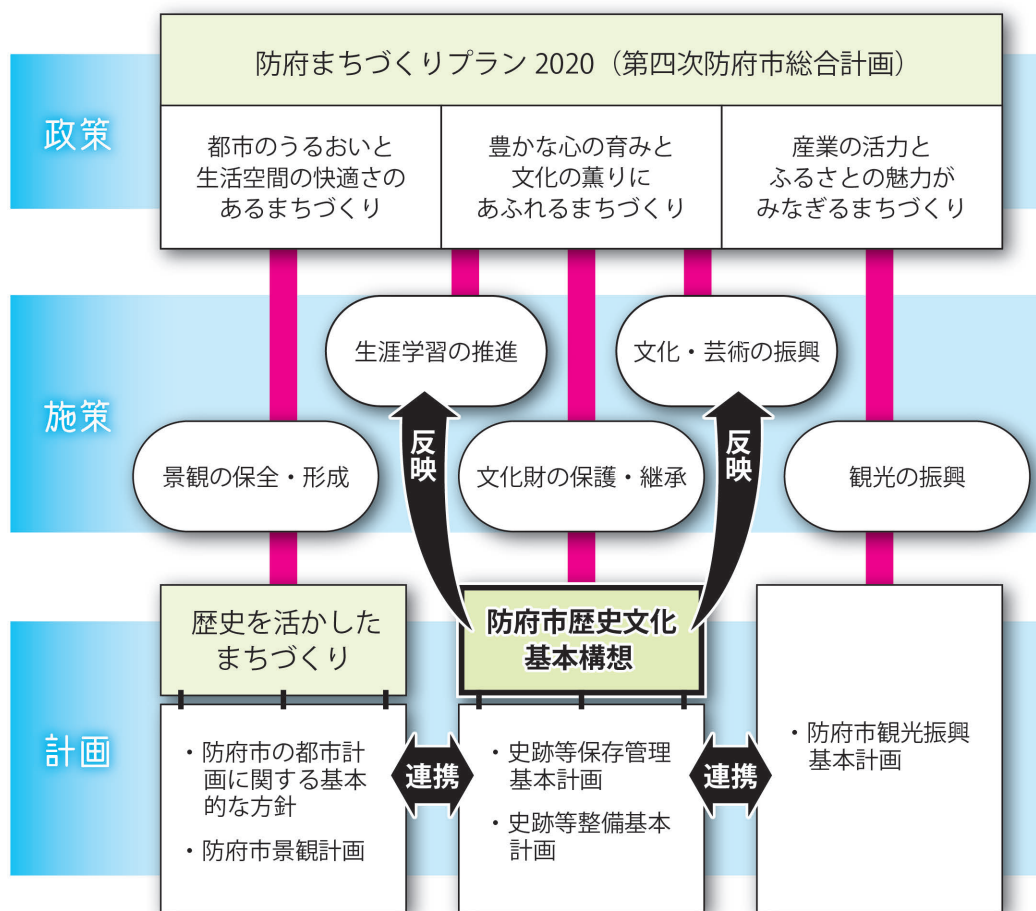 防府まちづくりプラン 2020（第四次防府市総合計画）
政策
都市のうるおいと
生活空間の快適さの
あるまちづくり
豊かな心の育みと
文化の薫りに
あふれるまちづくり
産業の活力と
ふるさとの魅力が
みなぎるまちづくり
施策
生涯学習の推進
文化・芸術の振興
景観の保全・形成
反映
文化財の保護・継承
反映
観光の振興
計画
歴史を活かした
まちづくり
防府市歴史文化
基本構想
・防府市の都市計
画に関する基本
的な方針
・防府市景観計画
連携
・史跡等保存管理
基本計画
・史跡等整備基本
計画
連携
・防府市観光振興
基本計画